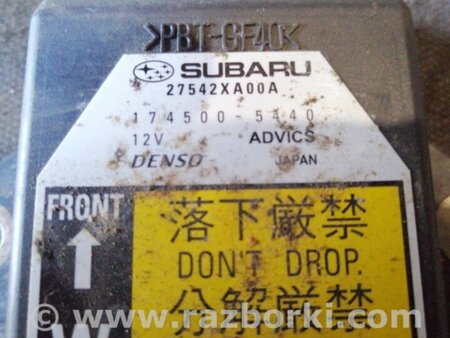 >PBT-GF40<
SUBARU
27542XA00A
174500-5440
12V ADVICS
DENSO JAPAN
FRONT
落下厳禁
DON'T DROP.
分解厳禁
W
© www.razborki.com